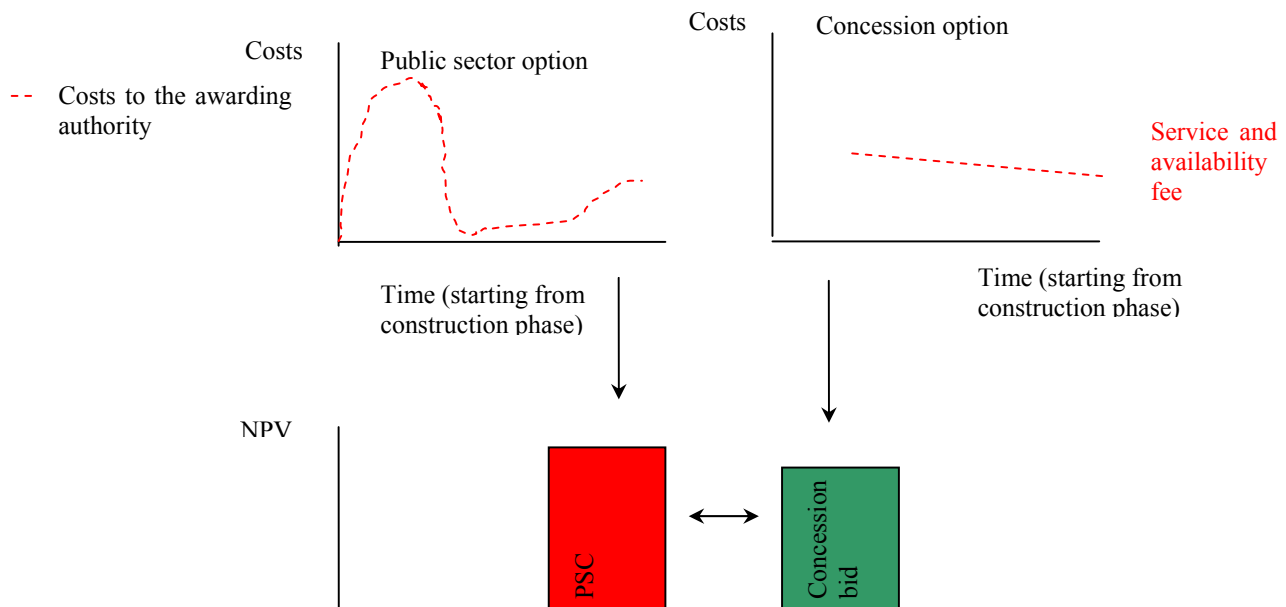 Costs
Public sector option
Costs to the awarding
authority
Time (starting from
construction phase)
Costs
Concession option
Service and
availability
fee
Time (starting from
construction phase)
NPV
PSC
Concession
bid